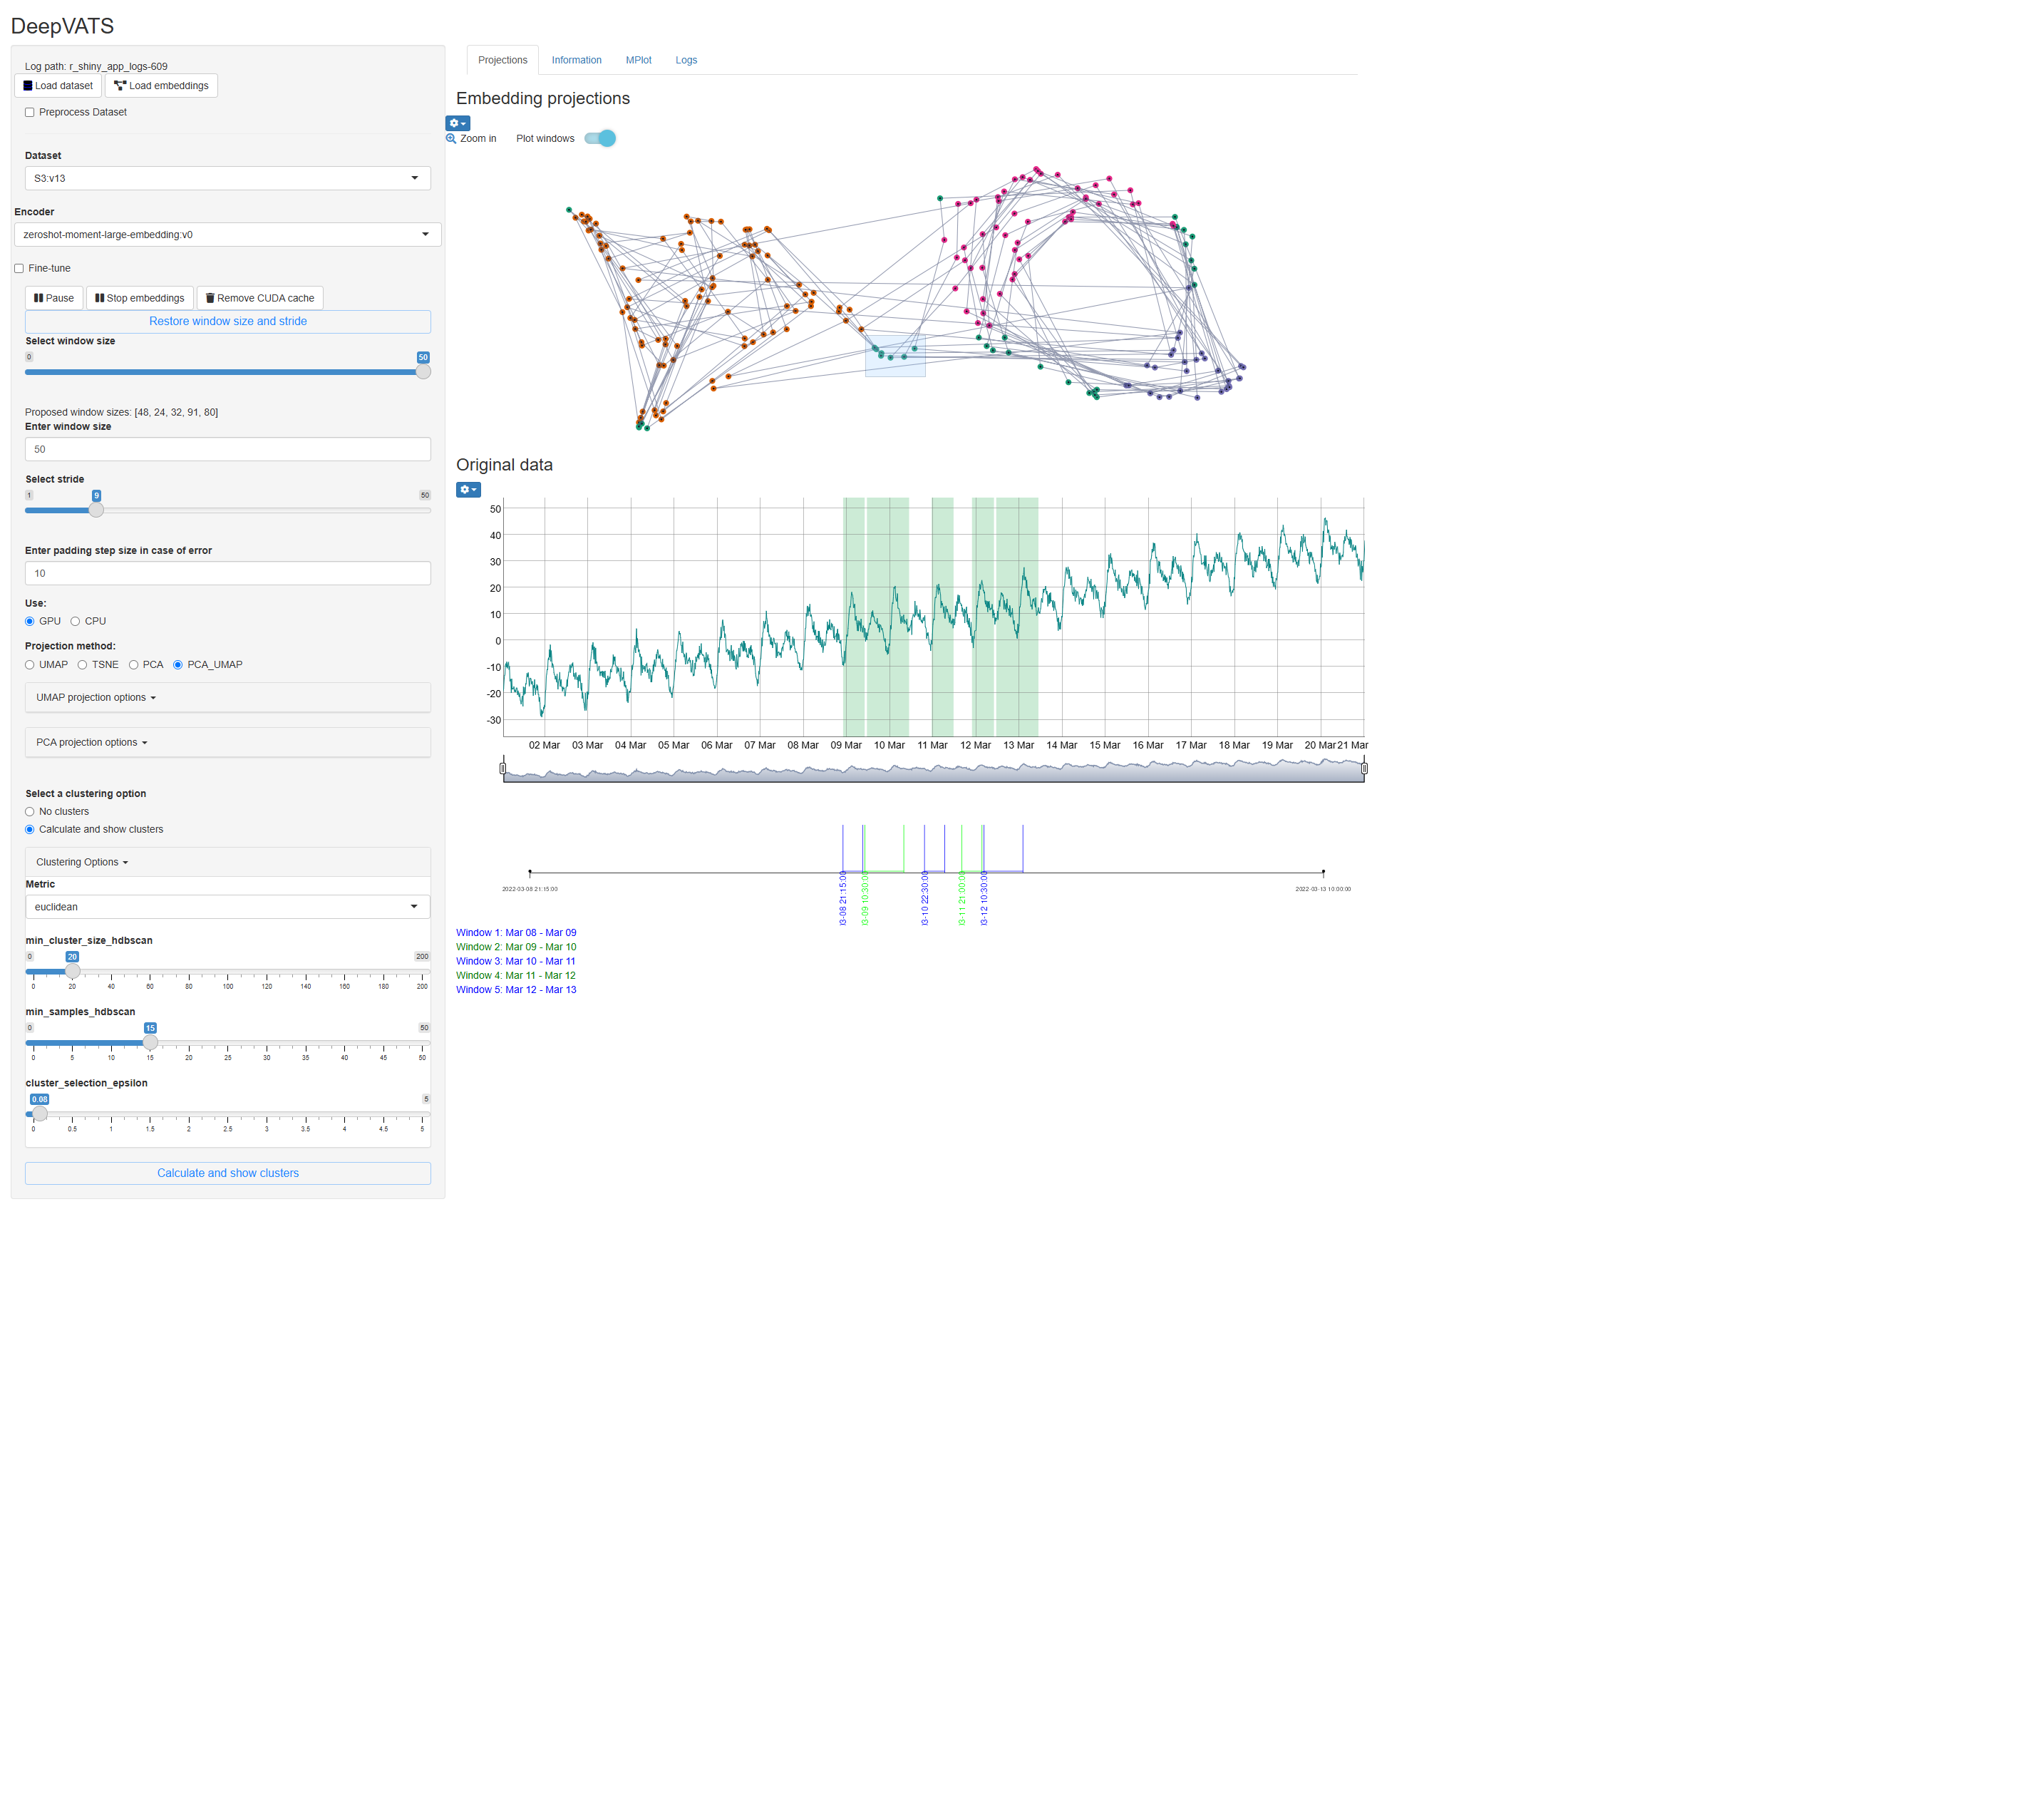 DeepVATS
Log path: r_shiny_app_logs-609
Load dataset
Load embeddings
Preprocess Dataset
Dataset
S3:v13
Encoder
zeroshot-moment-large-embedding:v0
Fine-tune
Pause
Stop embeddings
Remove CUDA cache
Restore window size and stride
Select window size
0
50
Proposed window sizes: [48, 24, 32, 91, 80]
Enter window size
50
Select stride
1
9
50
Enter padding step size in case of error
10
Use:
GPU
CPU
Projection method:
UMAP
TSNE
PCA
PCA_UMAP
UMAP projection options
PCA projection options
Select a clustering option
No clusters
Calculate and show clusters
Clustering Options
Metric
euclidean
min_cluster_size_hdbscan
0
20
200
0 20 40 60 80 100 120 140 160 180 200
min_samples_hdbscan
0
15
50
0 5 10 15 20 25 30 35 40 45 50
cluster_selection_epsilon
0.08
5
0 0.5 1 1.5 2 2.5 3 3.5 4 4.5 5
Calculate and show clusters
Projections
Information
MPlot
Logs
Embedding projections
Zoom in
Plot windows
Original data
50
40
30
20
10
0
-10
-20
-30
02 Mar 03 Mar 04 Mar 05 Mar 06 Mar 07 Mar 08 Mar 09 Mar 10 Mar 11 Mar 12 Mar 13 Mar 14 Mar 15 Mar 16 Mar 17 Mar 18 Mar 19 Mar 20 Mar 21 Mar
2022-03-08 21:15:00
2022-03-13 10:00:00
3-08 21:15:00
3-09 10:30:00
3-10 22:30:00
3-11 21:00:00
3-12 10:30:00
Window 1: Mar 08 - Mar 09
Window 2: Mar 09 - Mar 10
Window 3: Mar 10 - Mar 11
Window 4: Mar 11 - Mar 12
Window 5: Mar 12 - Mar 13